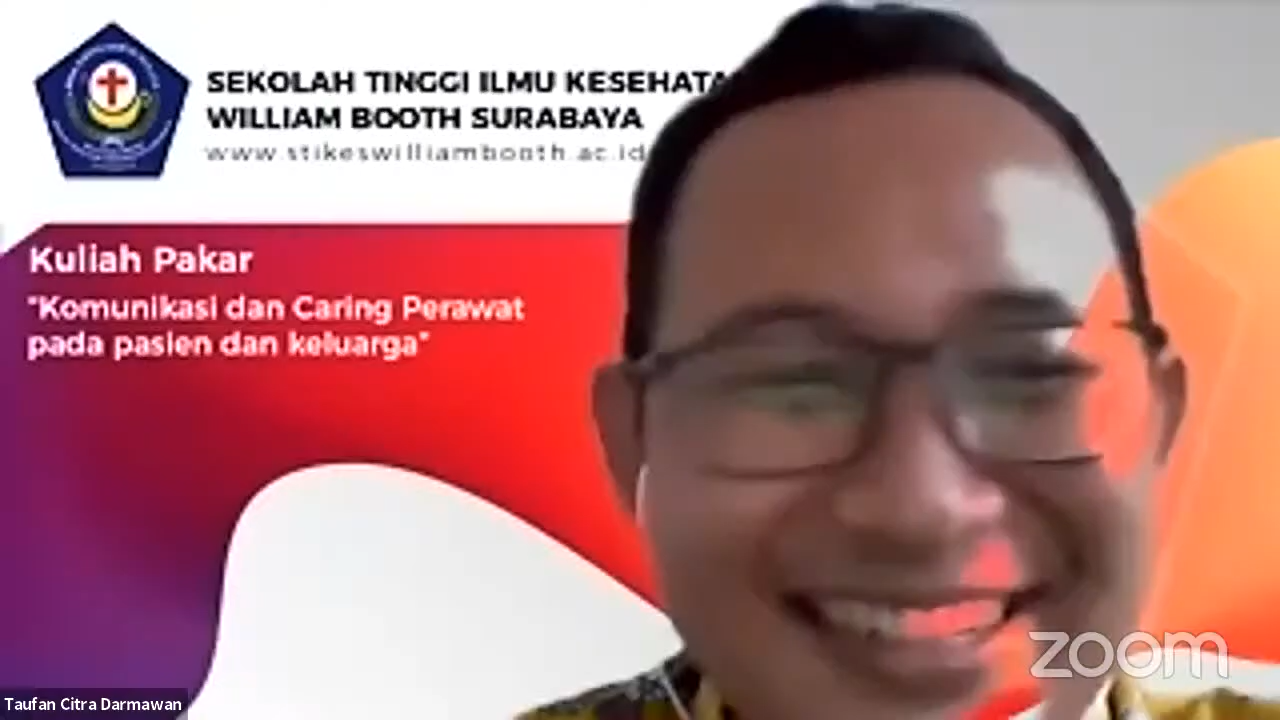 SEKOLAH TINGGI ILMU KESEHATA
WILLIAM BOOTH SURABAYA
www.stikeswilliambooth.ac.id
Kuliah Pakar
"Komunikasi dan Caring Perawat
pada pasien dan keluarga"
zoom
Taufan Citra Darmawan